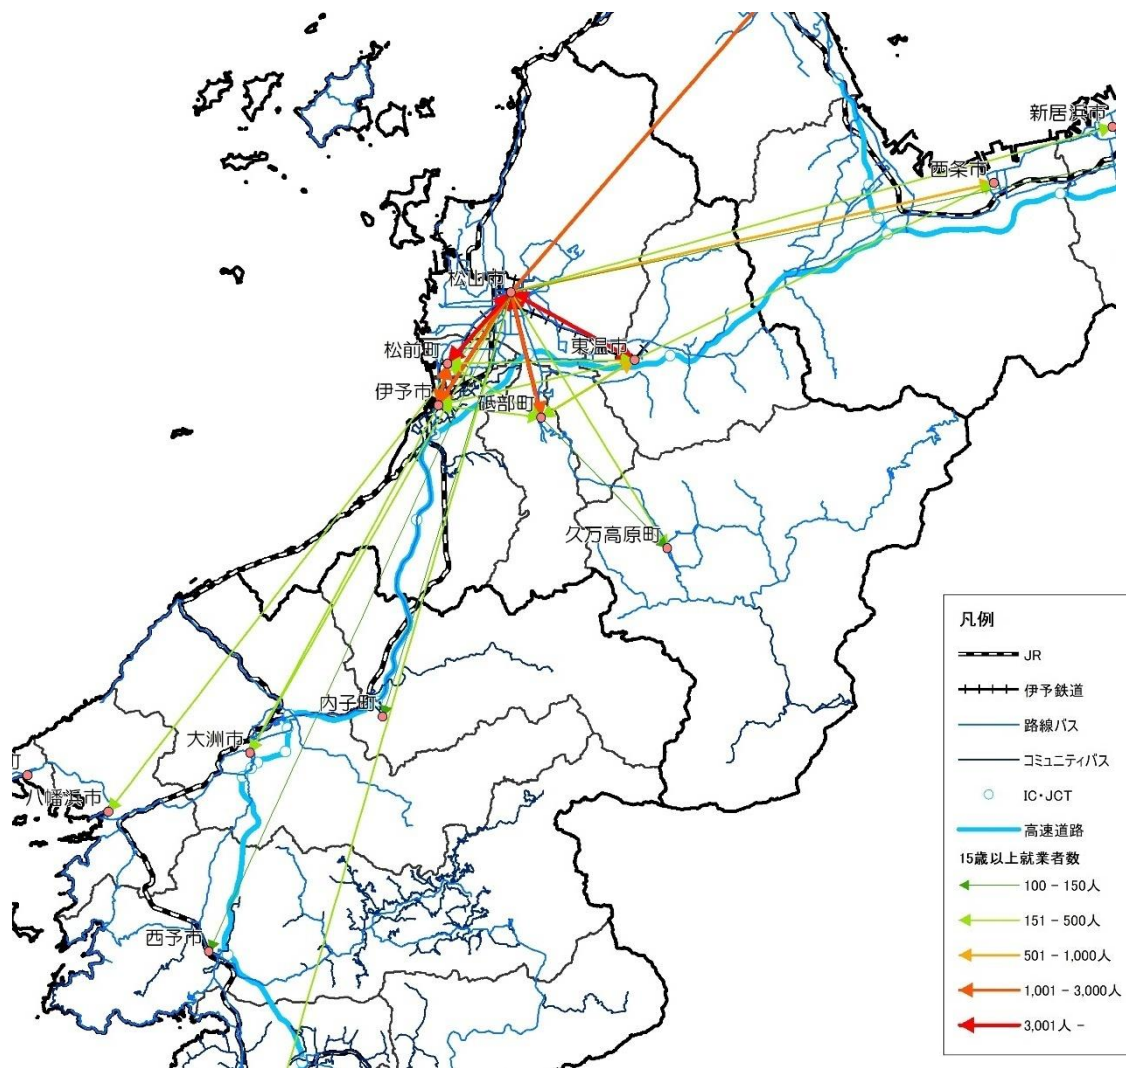 新居浜市
西条市
松山市
松前町
東温市
伊予市
砥部町
久万高原町
内子町
大洲市
町
八幡浜市
西予市
凡例
JR
伊予鉄道
路線バス
コミュニティバス
IC・JCT
高速道路
15歳以上就業者数
100 - 150人
151 - 500人
501 - 1,000人
1,001 - 3,000人
3,001人 -